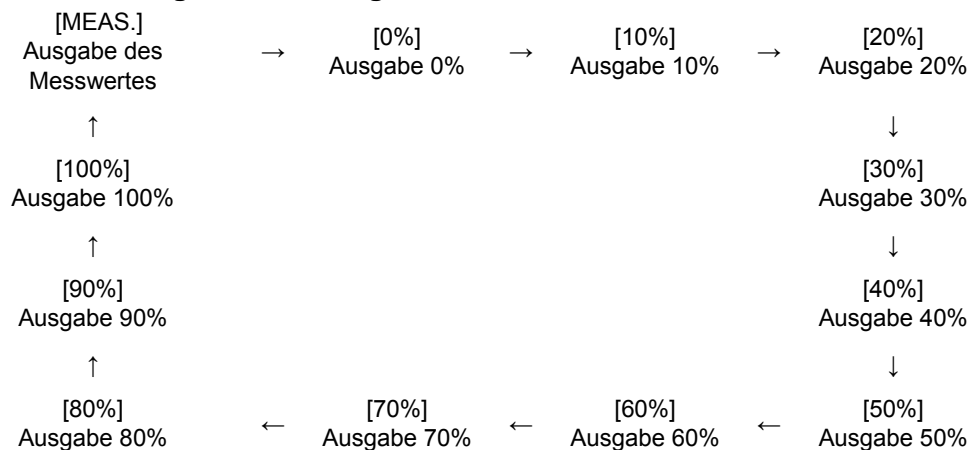 [MEAS.]
Ausgabe des
Messwertes
→
[0%]
Ausgabe 0%
→
[10%]
Ausgabe 10%
→
[20%]
Ausgabe 20%
↑
↓
[100%]
Ausgabe 100%
[30%]
Ausgabe 30%
↑
↓
[90%]
Ausgabe 90%
[40%]
Ausgabe 40%
↑
↓
[80%]
Ausgabe 80%
←
[70%]
Ausgabe 70%
←
[60%]
Ausgabe 60%
←
[50%]
Ausgabe 50%